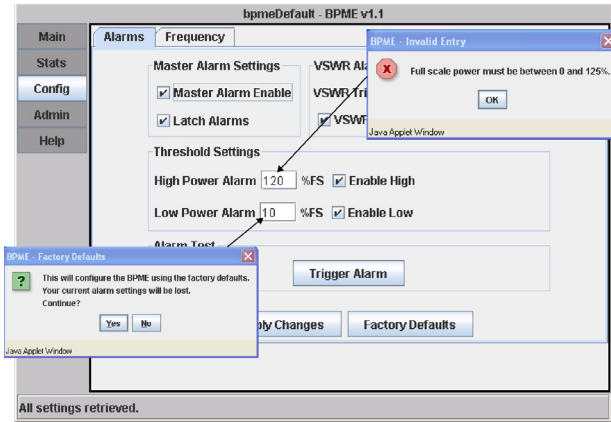 bpmeDefault - BPME v1.1
Main
Stats
Config
Admin
Help
Alarms
Frequency
Master Alarm Settings
Master Alarm Enable
Latch Alarms
VSWR
VSWR
BPME - Invalid Entry
Full scale power must be between 0 and 125%.
OK
Java Applet Window
Threshold Settings
High Power Alarm 120 %FS Enable High
Low Power Alarm 10 %FS Enable Low
Alarm Test
Trigger Alarm
BPME - Factory Defaults
This will configure the BPME using the factory defaults.
Your current alarm settings will be lost.
Continue?
Yes No
Java Applet Window
Changes
Factory Defaults
All settings retrieved.